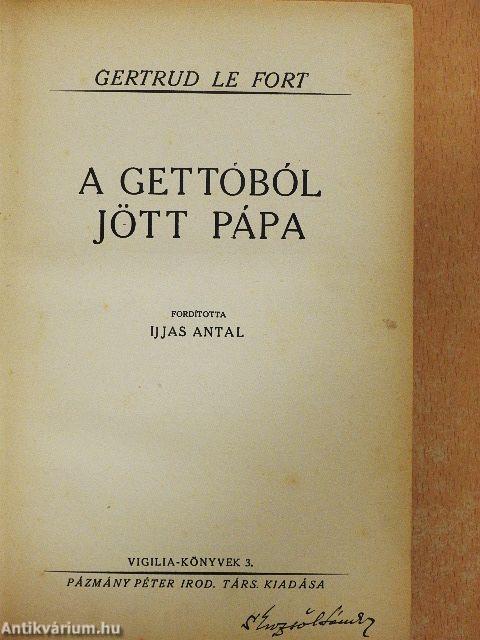 GERTRUD LE FORT
A GETTÓBÓL
JÖTT PÁPA
FORDÍTOTTA
IJJAS ANTAL
VIGILIA-KÖNYVEK 3.
PÁZMÁNY PÉTER IROD. TÁRS. KIADÁSA
Antikvárium.hu